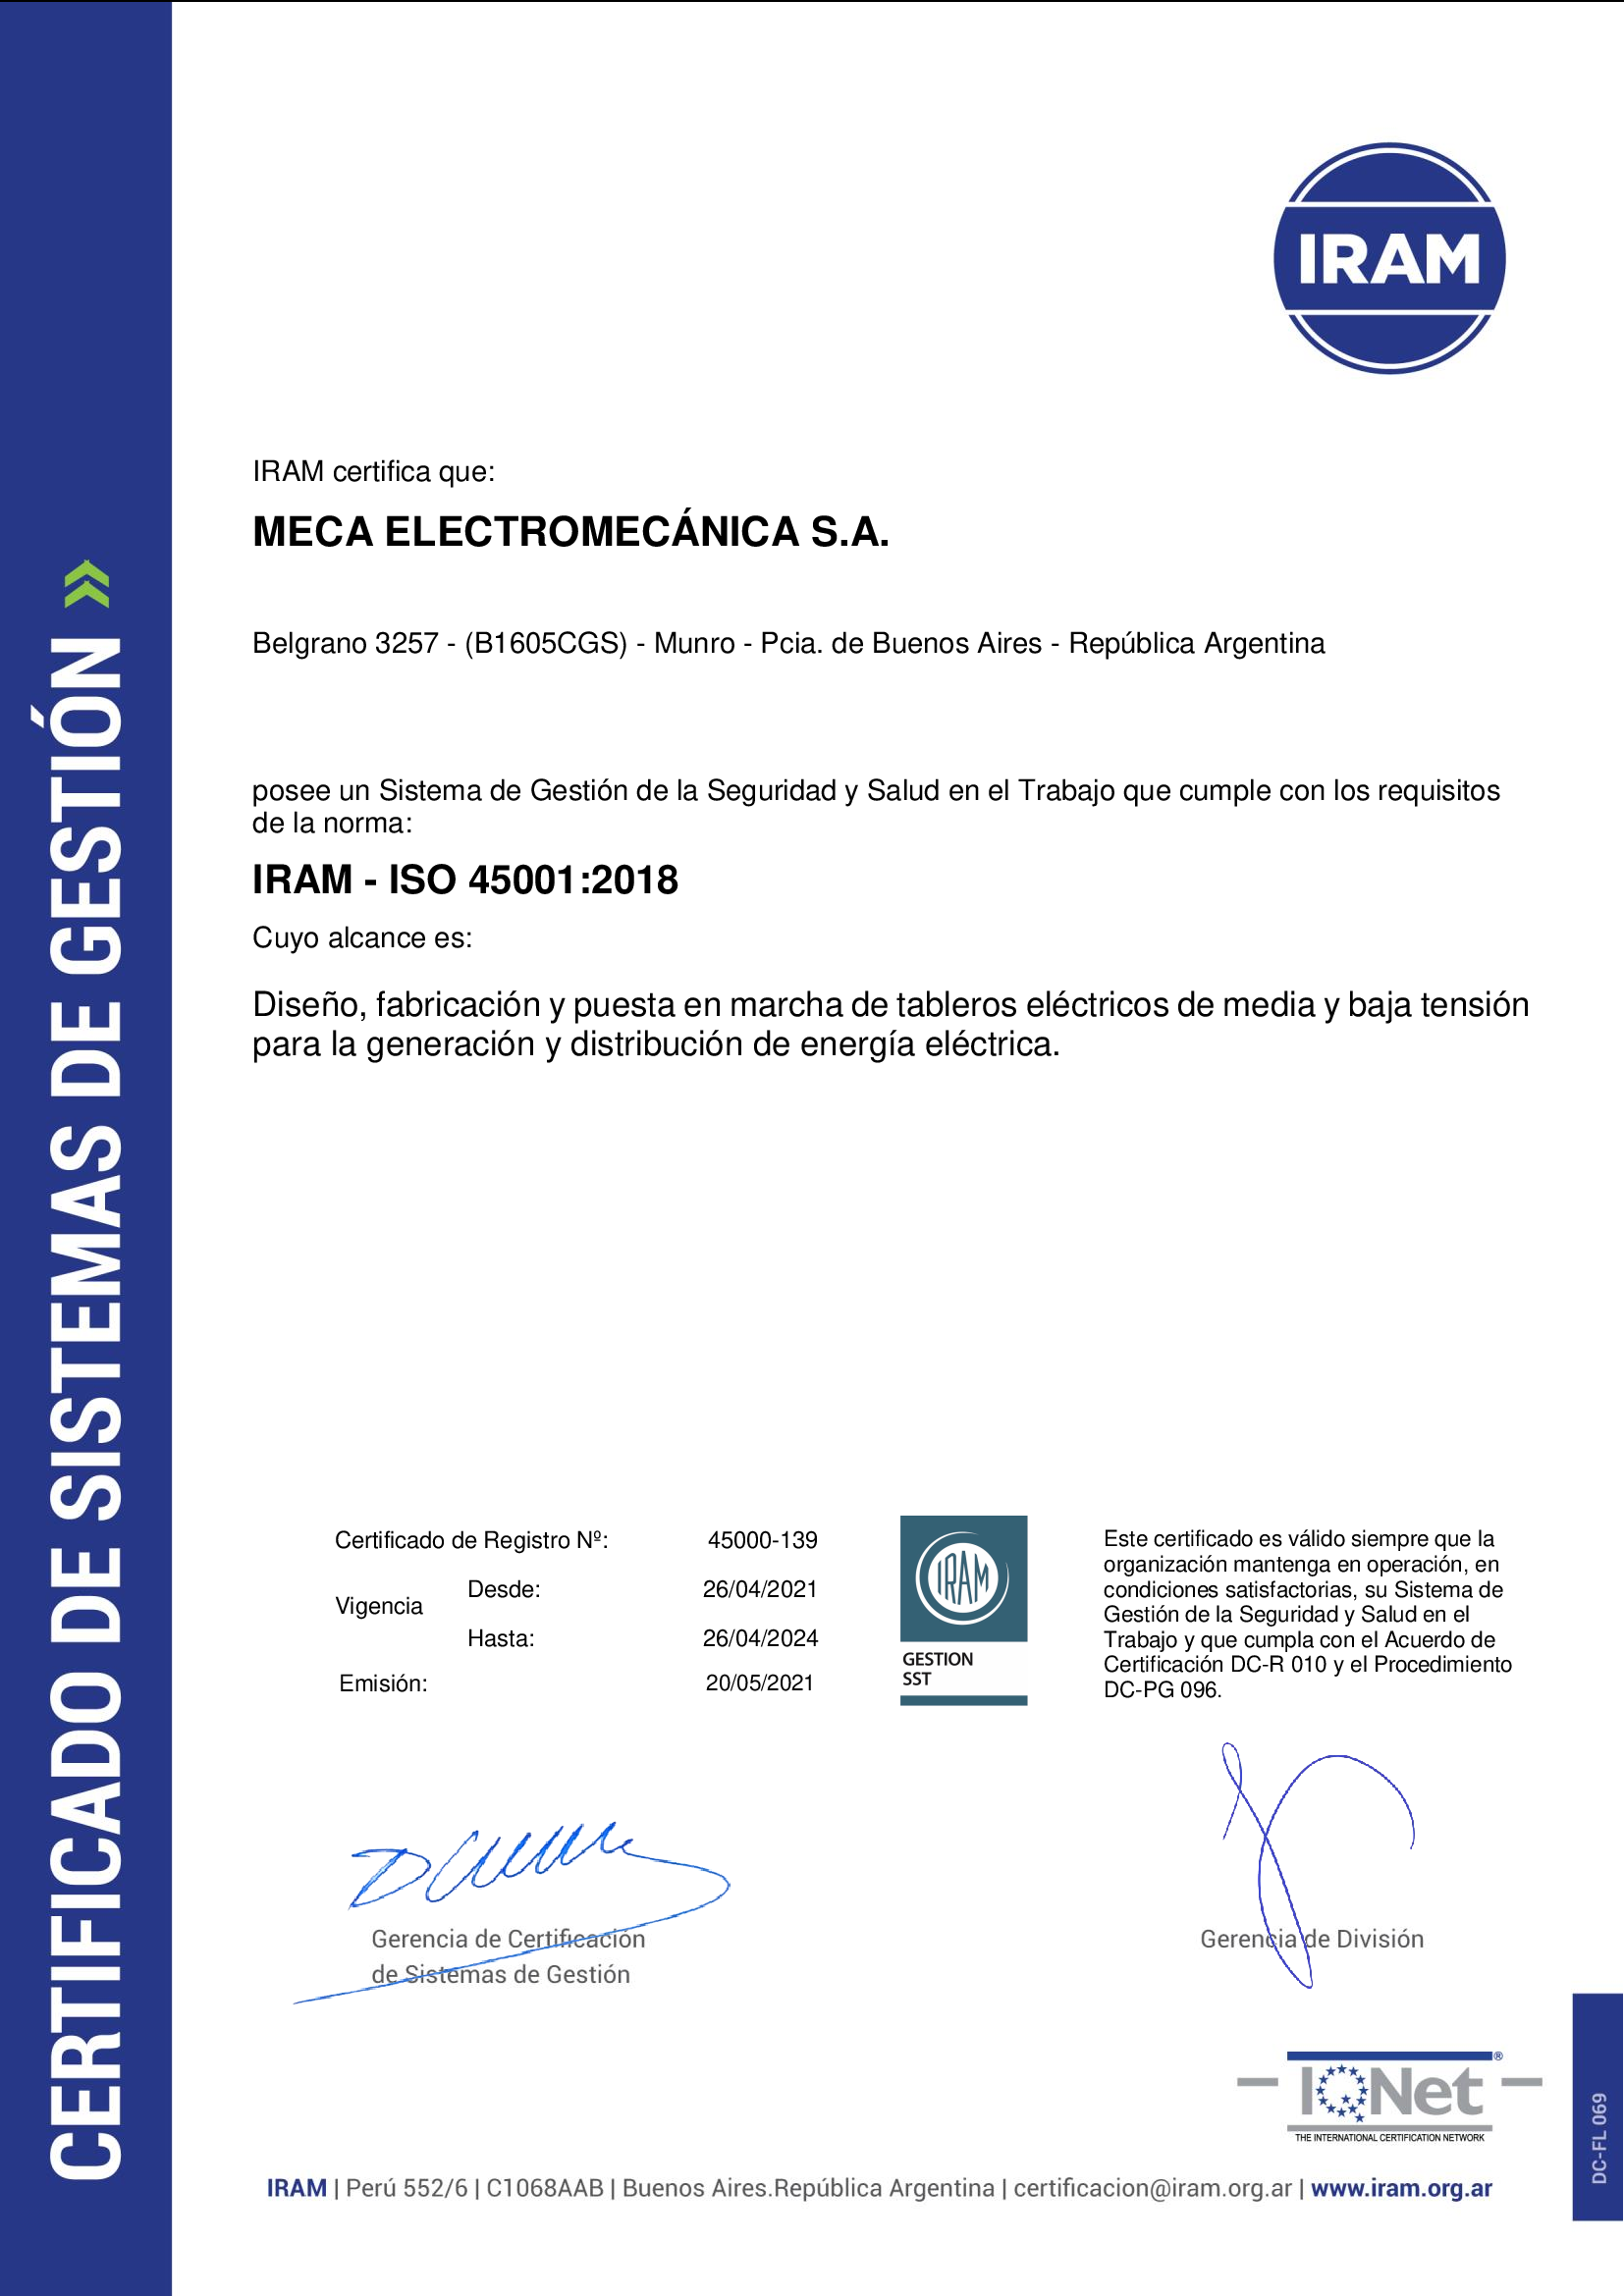 IRAM
CERTIFICADO DE SISTEMAS DE GESTIÓN »
IRAM certifica que:
MECA ELECTROMECÁNICA S.A.
Belgrano 3257 - (B1605CGS) - Munro - Pcia. de Buenos Aires - República Argentina
posee un Sistema de Gestión de la Seguridad y Salud en el Trabajo que cumple con los requisitos
de la norma:
IRAM - ISO 45001:2018
Cuyo alcance es:
Diseño, fabricación y puesta en marcha de tableros eléctricos de media y baja tensión
para la generación y distribución de energía eléctrica.
Certificado de Registro Nº: 45000-139
Vigencia
Desde: 26/04/2021
Hasta: 26/04/2024
Emisión: 20/05/2021
IRAM
GESTION
SST
Este certificado es válido siempre que la
organización mantenga en operación, en
condiciones satisfactorias, su Sistema de
Gestión de la Seguridad y Salud en el
Trabajo y que cumpla con el Acuerdo de
Certificación DC-R 010 y el Procedimiento
DC-PG 096.
Gerencia de Certificación
de Sistemas de Gestión
Gerencia de División
IQNet®
THE INTERNATIONAL CERTIFICATION NETWORK
DC-FL 069
IRAM | Perú 552/6 | C1068AAB | Buenos Aires.República Argentina | certificacion@iram.org.ar | www.iram.org.ar